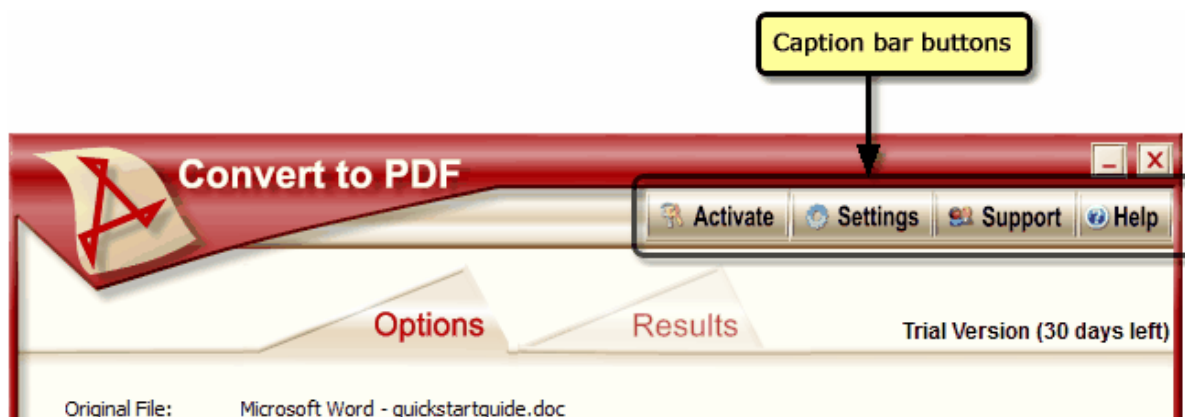 Caption bar buttons
Convert to PDF
Activate Settings Support Help
Options Results Trial Version (30 days left)
Original File: Microsoft Word - quickstartguide.doc